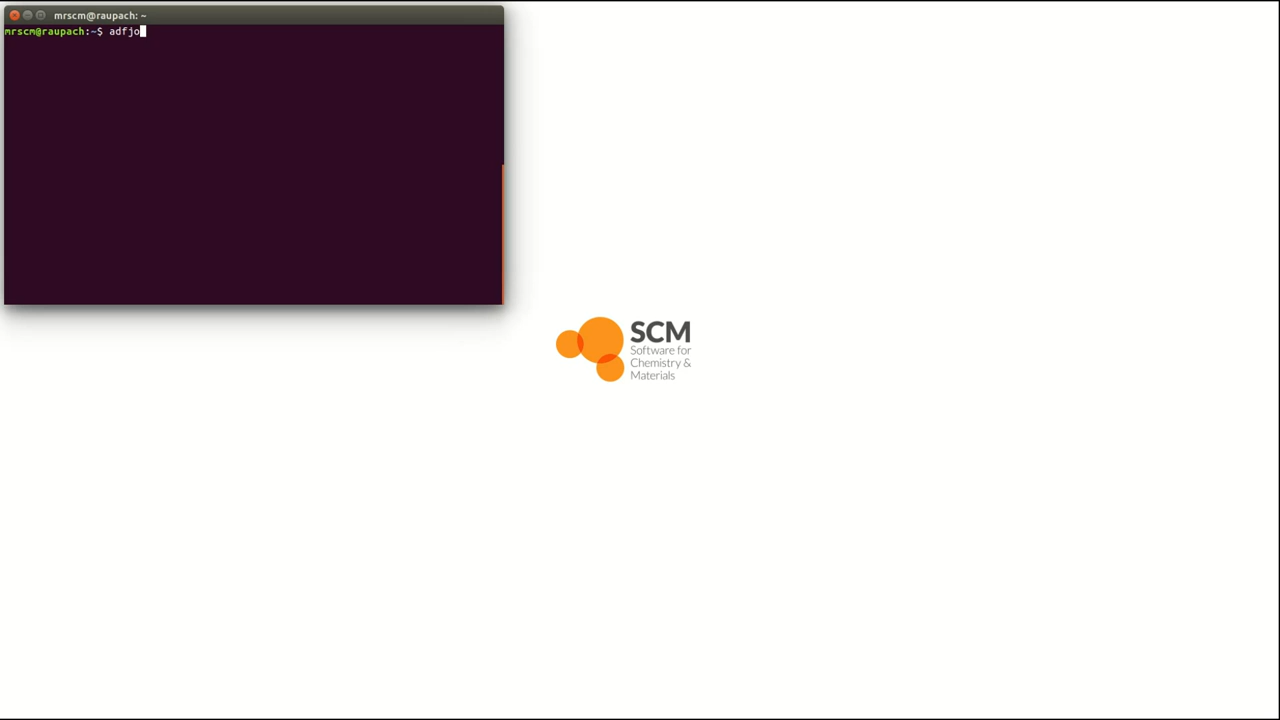 mrscm@raupach: ~
mrscm@raupach:~$ adfjo
SCM
Software for
Chemistry &
Materials